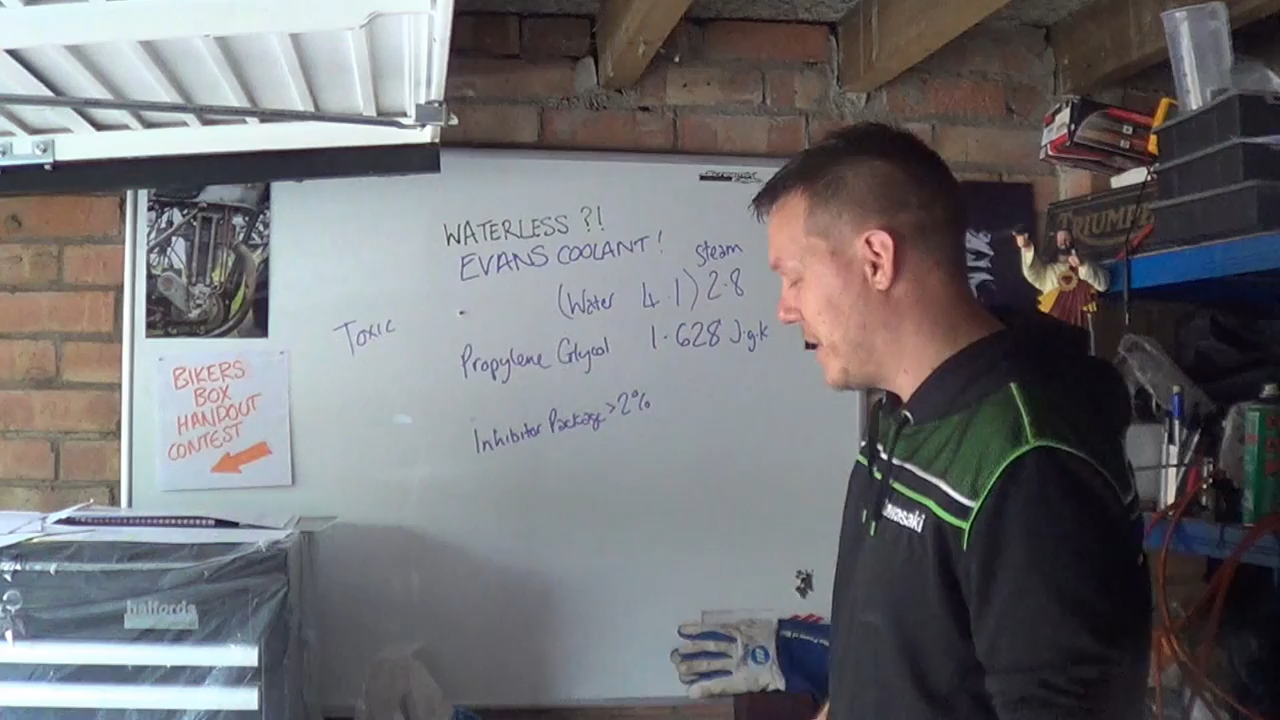 WATERLESS ?!
EVANS COOLANT!
steam
(Water 4.1) 2.8
Toxic
Propylene Glycol 1.628 J.g.k
Inhibitor Package >2%
BIKERS
BOX
HANDOUT
CONTEST
halfords
TRIUMP
Kawasaki